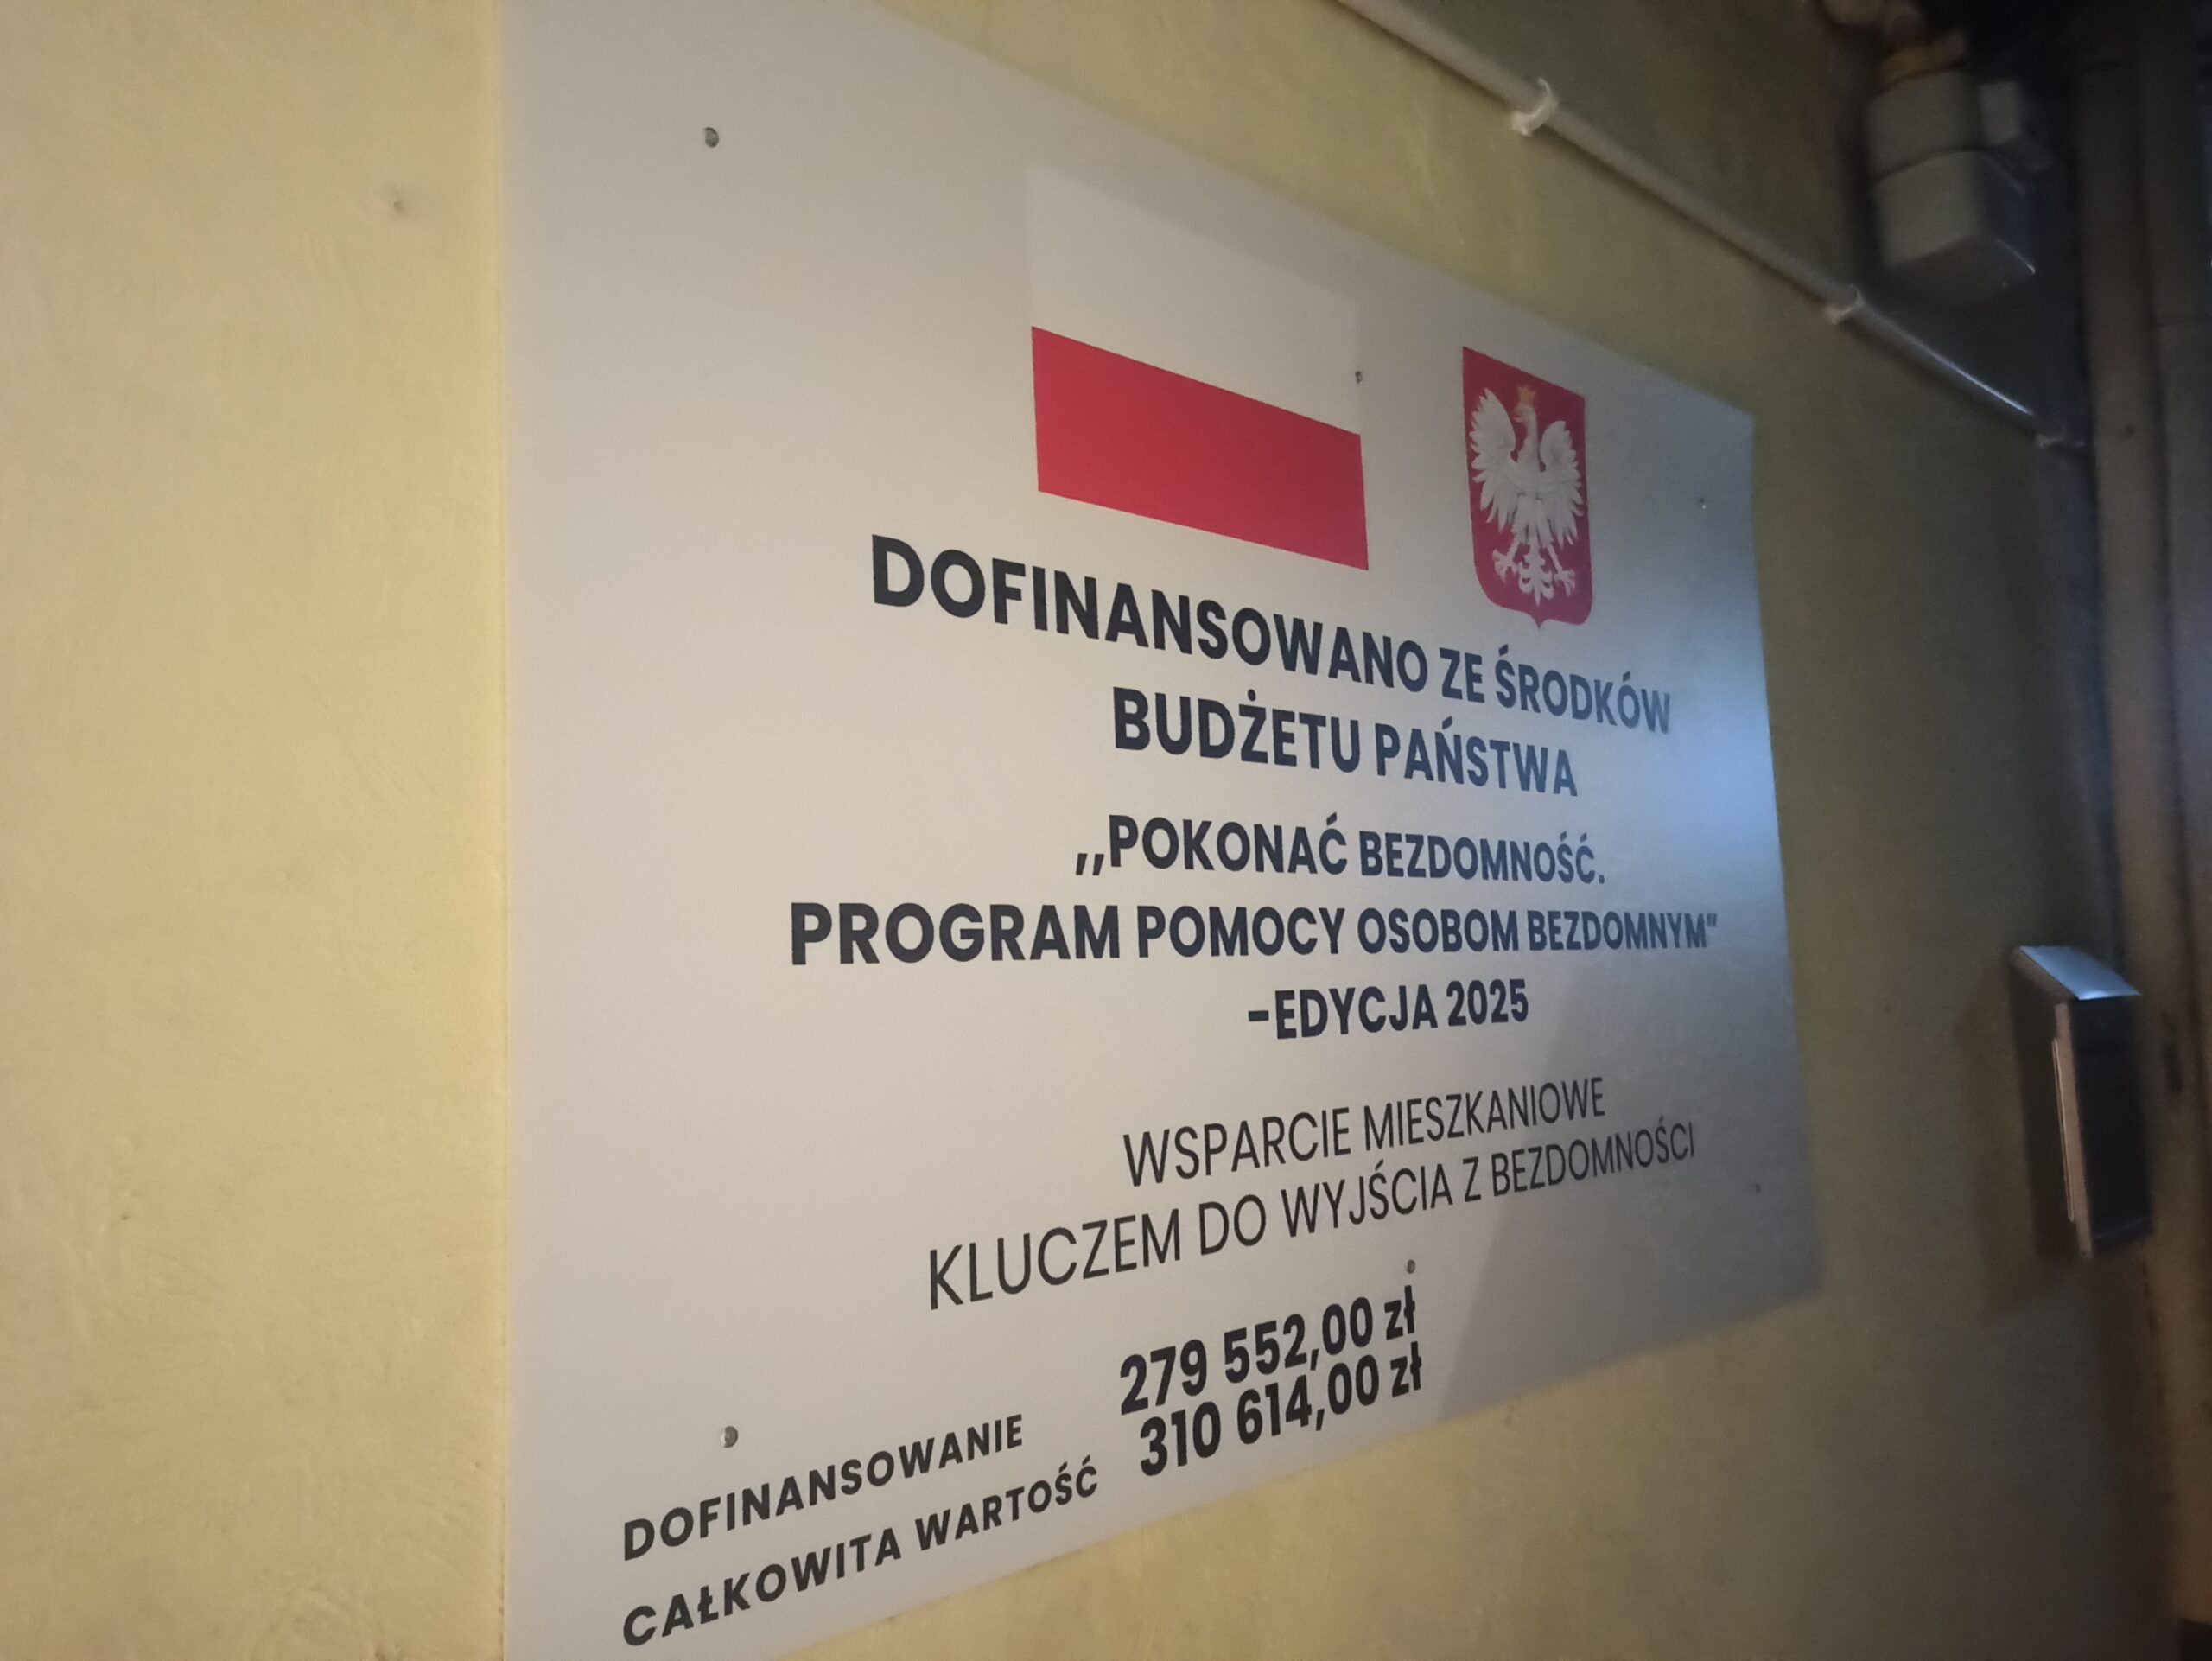 DOFINANSOWANO ZE ŚRODKÓW
BUDŻETU PAŃSTWA
,,POKONAĆ BEZDOMNOŚĆ.
PROGRAM POMOCY OSOBOM BEZDOMNYM"
-EDYCJA 2025
WSPARCIE MIESZKANIOWE
KLUCZEM DO WYJŚCIA Z BEZDOMNOŚCI
DOFINANSOWANIE 279 552,00 zł
CAŁKOWITA WARTOŚĆ 310 614,00 zł